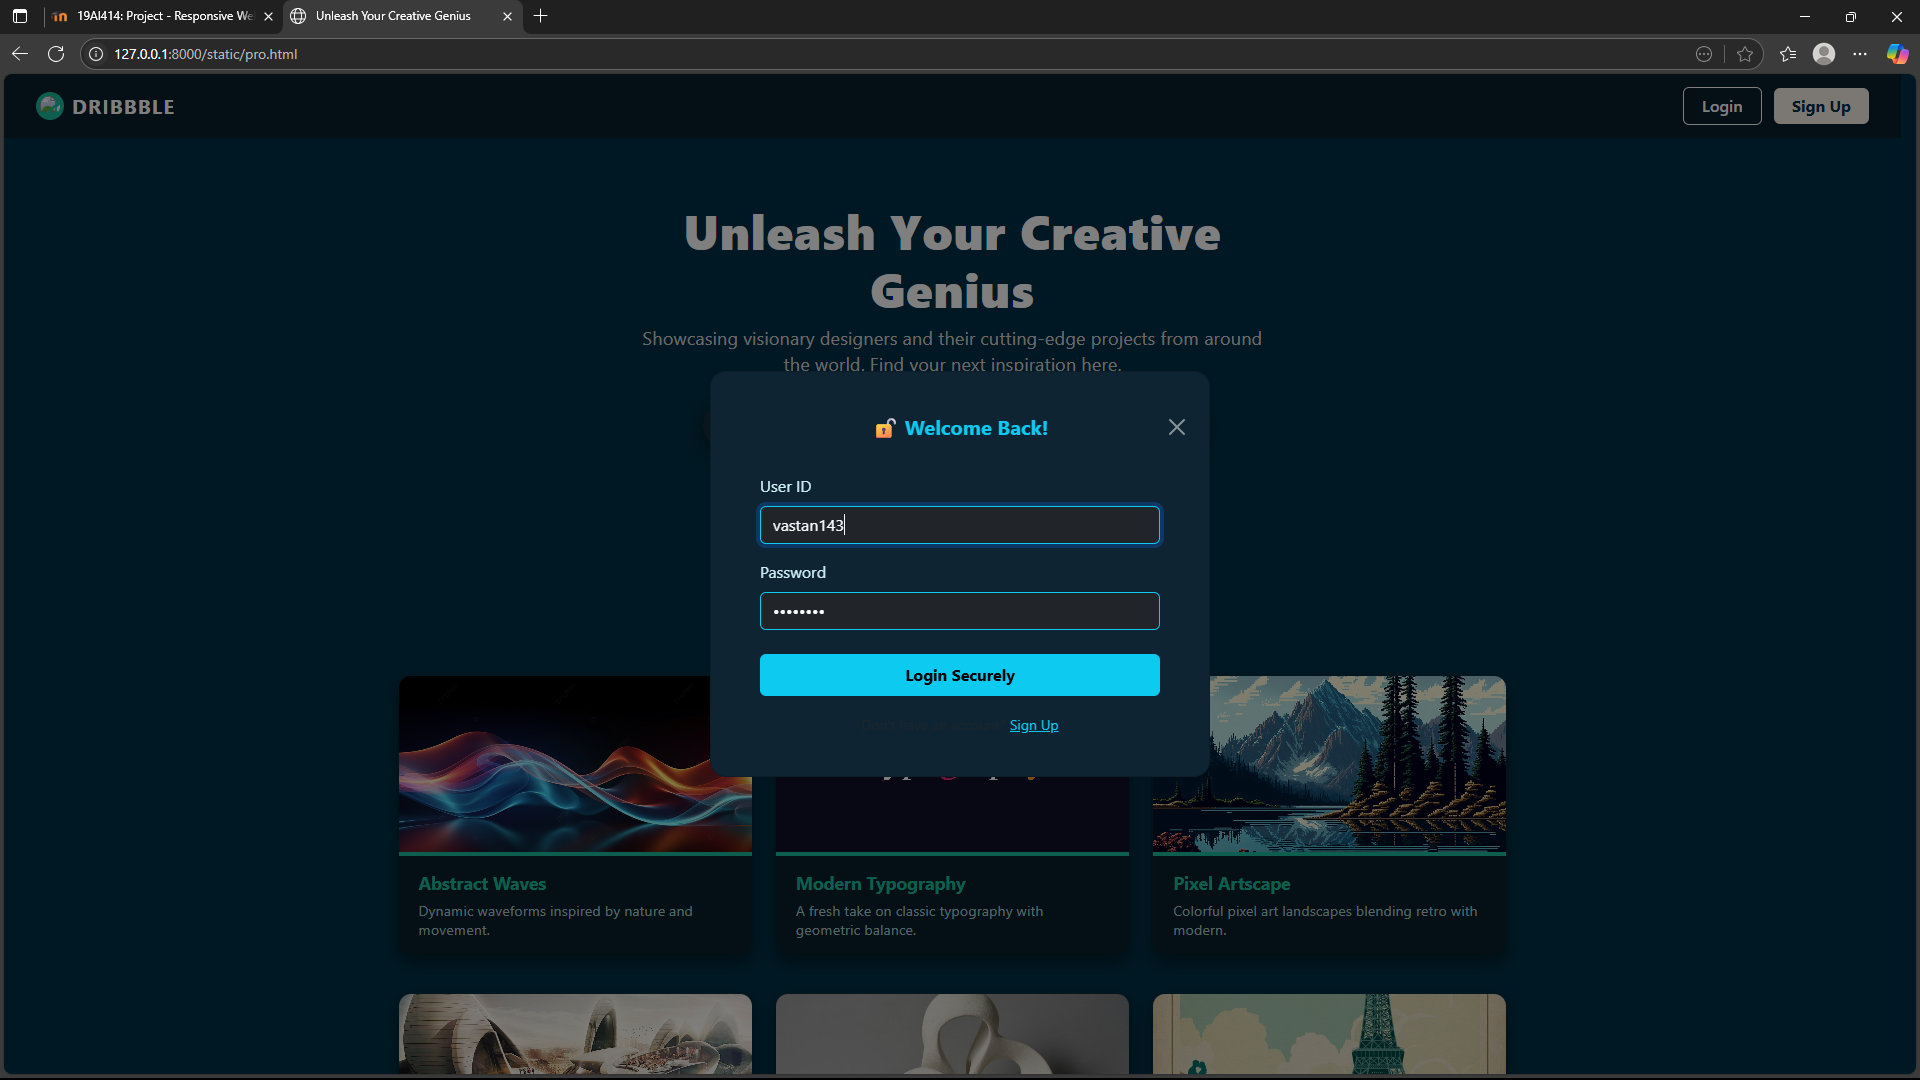 19AI414: Project - Responsive We
Unleash Your Creative Genius
127.0.0.1:8000/static/pro.html
DRIBBBLE
Login
Sign Up
Unleash Your Creative
Genius
Showcasing visionary designers and their cutting-edge projects from around
the world. Find your next inspiration here.
🔓 Welcome Back!
User ID
vastan143
Password
••••••••
Login Securely
Sign Up
Abstract Waves
Dynamic waveforms inspired by nature and
movement.
Modern Typography
A fresh take on classic typography with
geometric balance.
Pixel Artscape
Colorful pixel art landscapes blending retro with
modern.